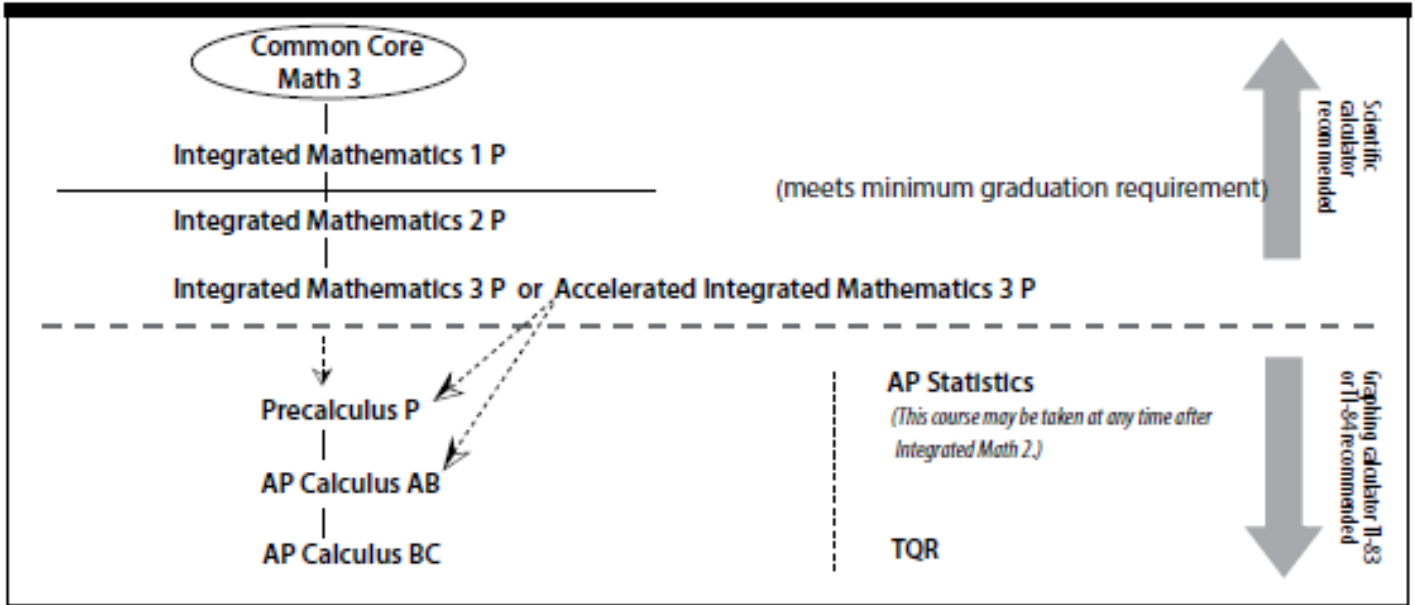 Common Core
Math 3
Integrated Mathematics 1 P
(meets minimum graduation requirement)
Scientific
calculator
recommended
Integrated Mathematics 2 P
Integrated Mathematics 3 P or Accelerated Integrated Mathematics 3 P
Precalculus P
AP Calculus AB
AP Calculus BC
AP Statistics
(This course may be taken at any time after
Integrated Math 2.)
TQR
Graphing calculator TI-83
or TI-84 recommended